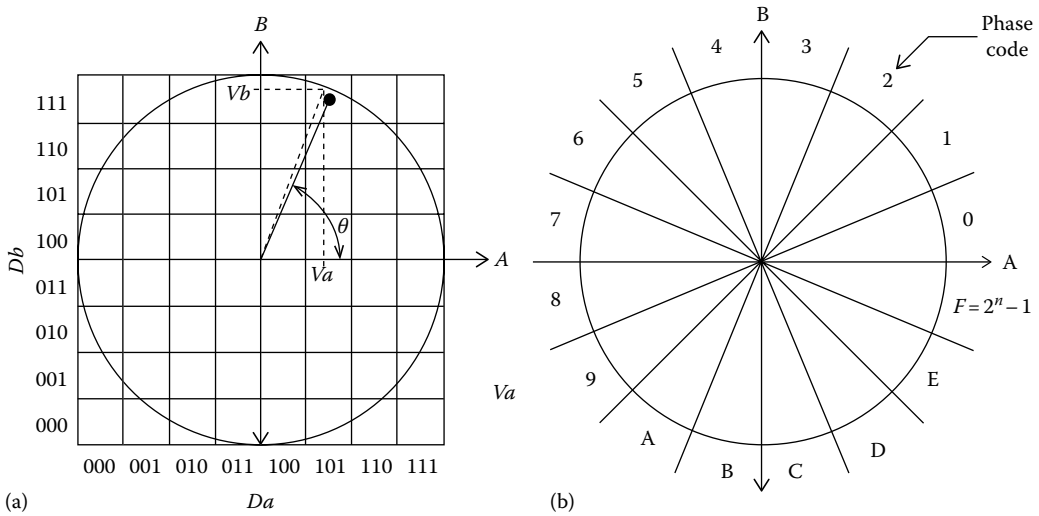 B
Vb
θ
A
Va
Db
111
110
101
100
011
010
001
000
000 001 010 011 100 101 110 111
Da
(a)
B
Phase
code
4 3
5 2
6 1
7 0
A
8 F = 2ⁿ – 1
9 E
Va
A D
B C
(b)